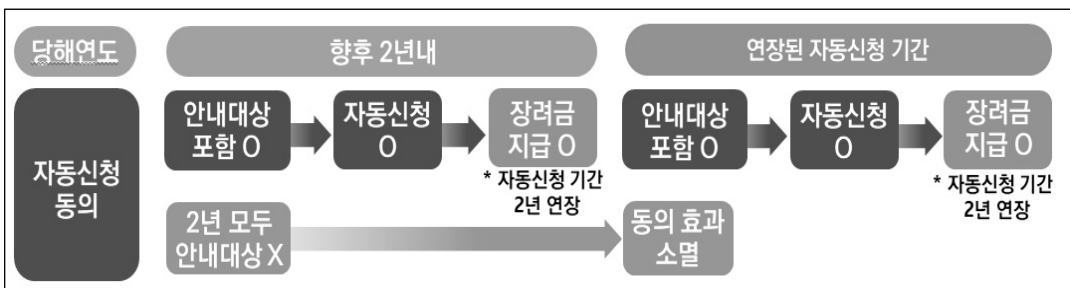 당해연도
향후 2년내
연장된 자동신청 기간
자동신청
동의
안내대상
포함 O
자동신청
O
장려금
지급 O
* 자동신청 기간
2년 연장
안내대상
포함 O
자동신청
O
장려금
지급 O
* 자동신청 기간
2년 연장
2년 모두
안내대상 X
동의 효과
소멸